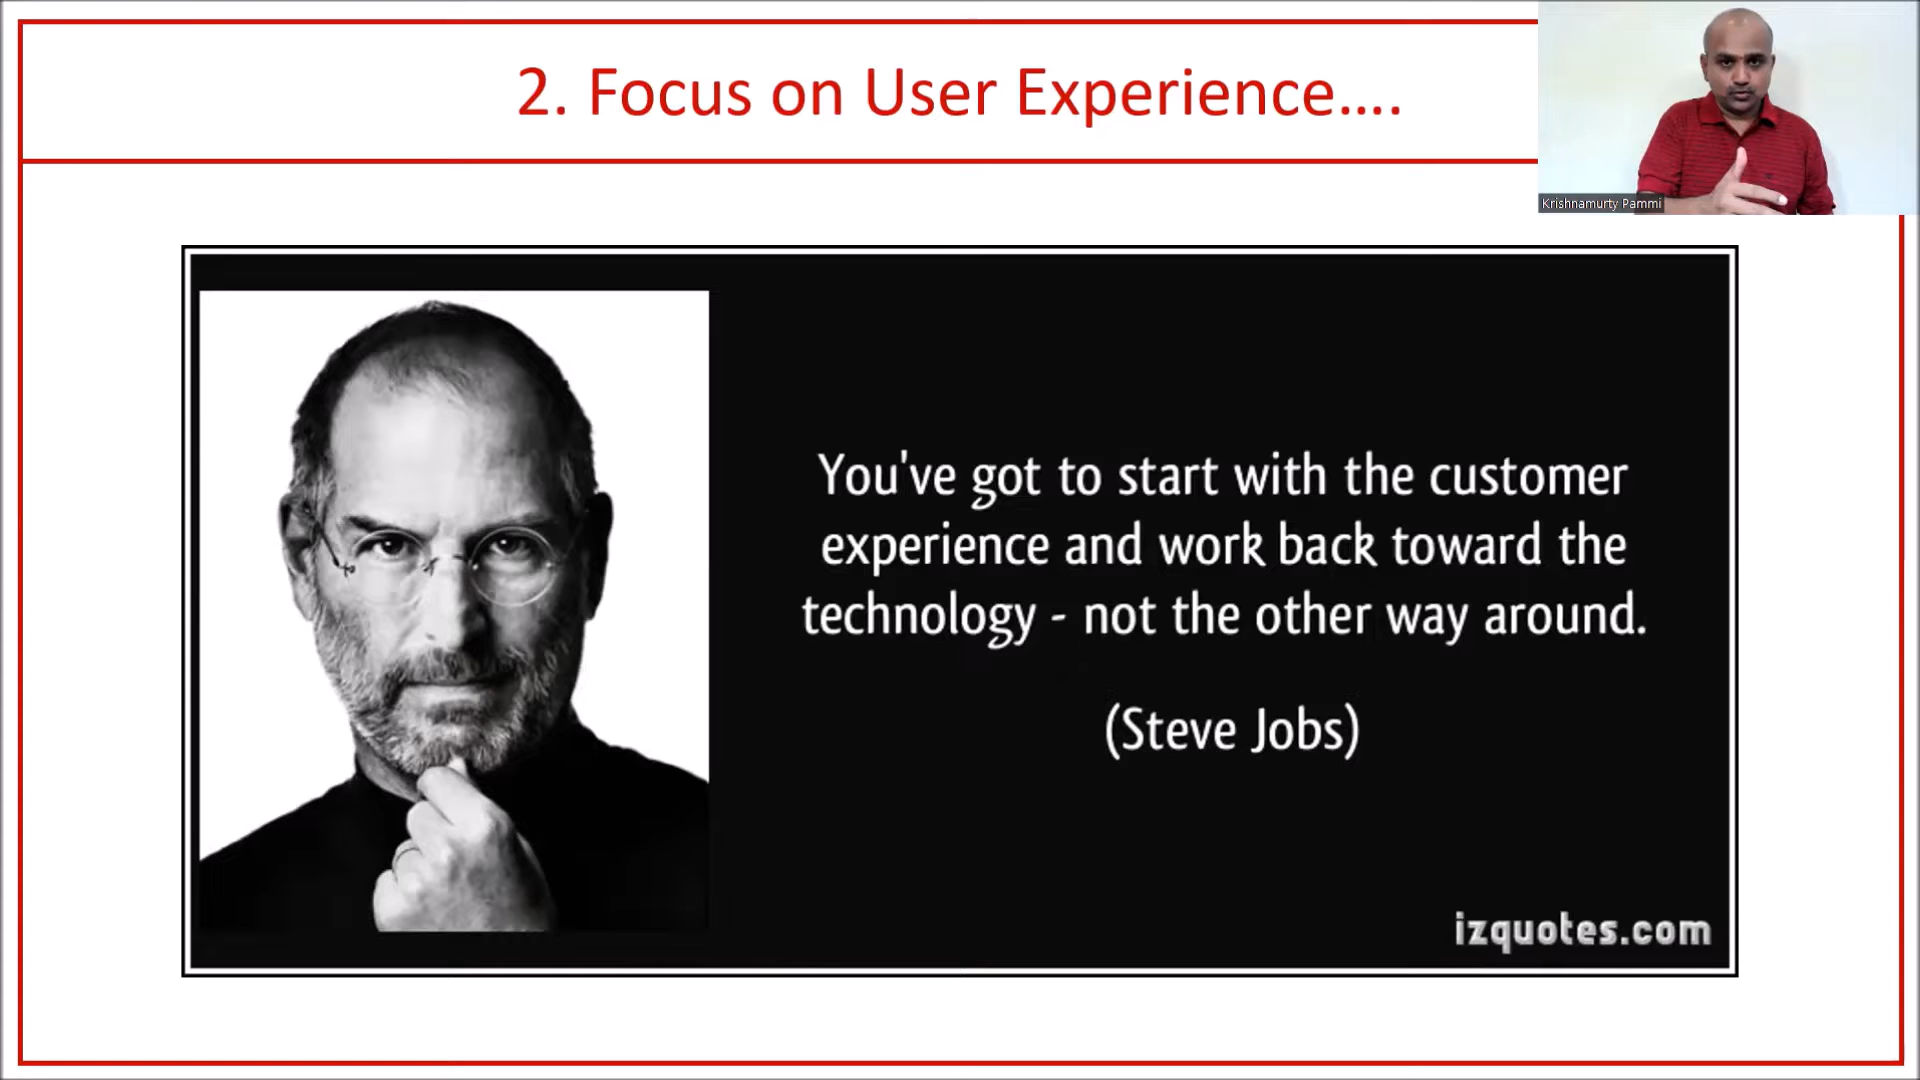 2. Focus on User Experience....
Krishnamurty Pammi
You've got to start with the customer
experience and work back toward the
technology - not the other way around.
(Steve Jobs)
izquotes.com